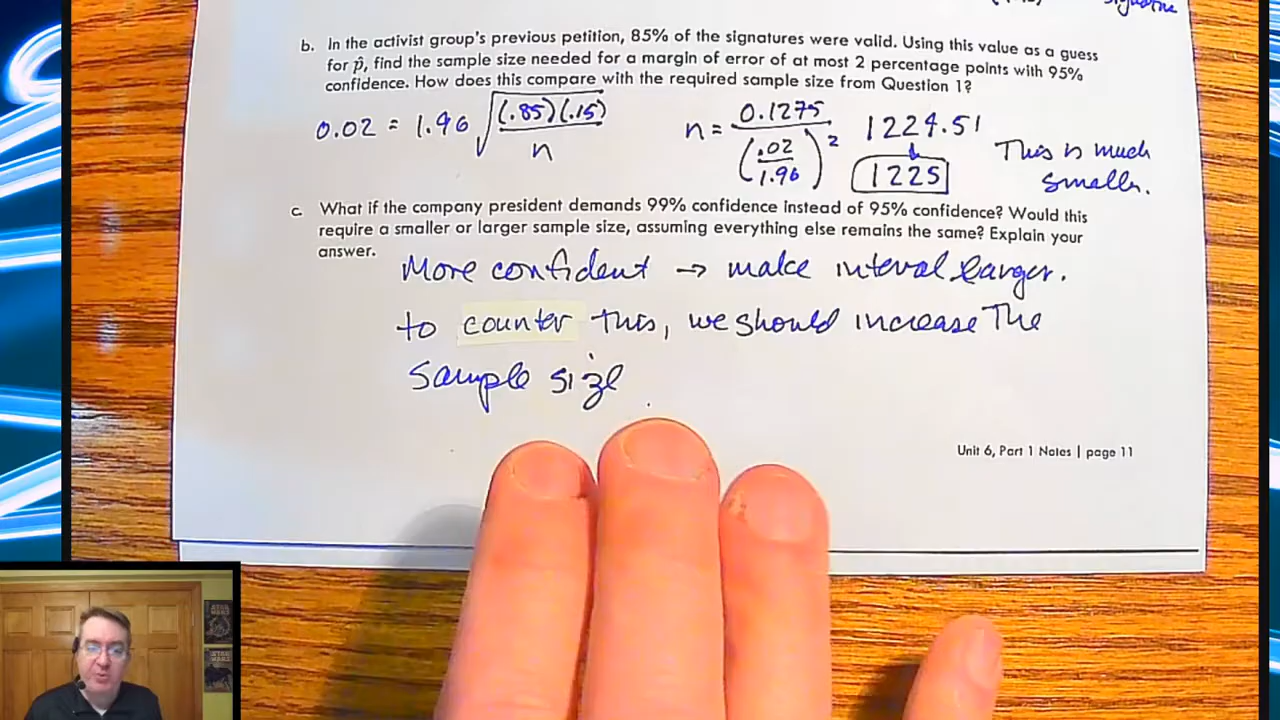 signature
b. In the activist group's previous petition, 85% of the signatures were valid. Using this value as a guess
for p̂, find the sample size needed for a margin of error of at most 2 percentage points with 95%
confidence. How does this compare with the required sample size from Question 1?
0.02 = 1.96 √((.85)(.15)/n) n = 0.1275/(.02/1.96)² 1224.51 ↓ 1225 This is much smaller.
c. What if the company president demands 99% confidence instead of 95% confidence? Would this
require a smaller or larger sample size, assuming everything else remains the same? Explain your
answer.
More confident → make interval larger.
to counter this, we should increase the
sample size
Unit 6, Part 1 Notes | page 11
STAR WARS
STAR WARS